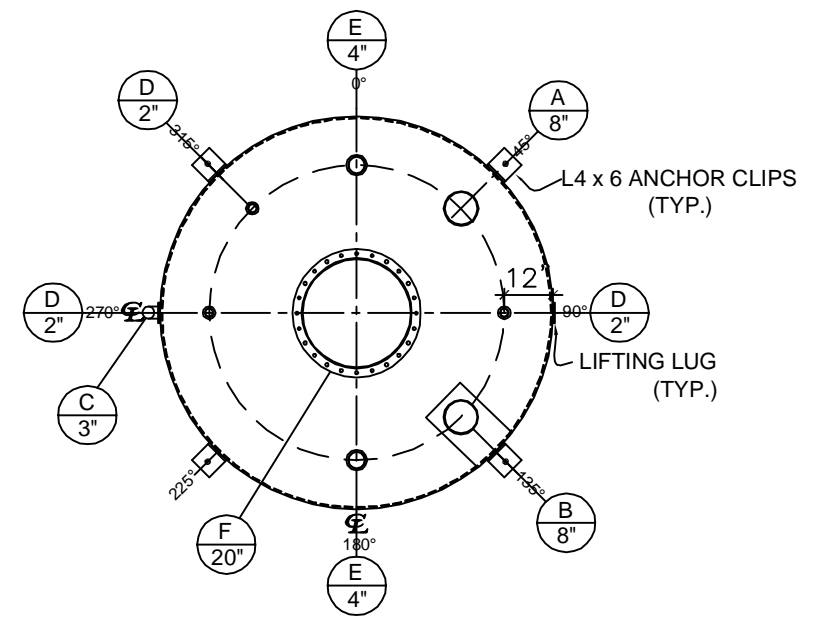 E
4"
0°
D
2"
315°
A
8"
45°
L4 x 6 ANCHOR CLIPS
(TYP.)
12"
D
2"
270°
℄
90°
D
2"
LIFTING LUG
(TYP.)
C
3"
225°
135°
B
8"
F
20"
℄
180°
E
4"